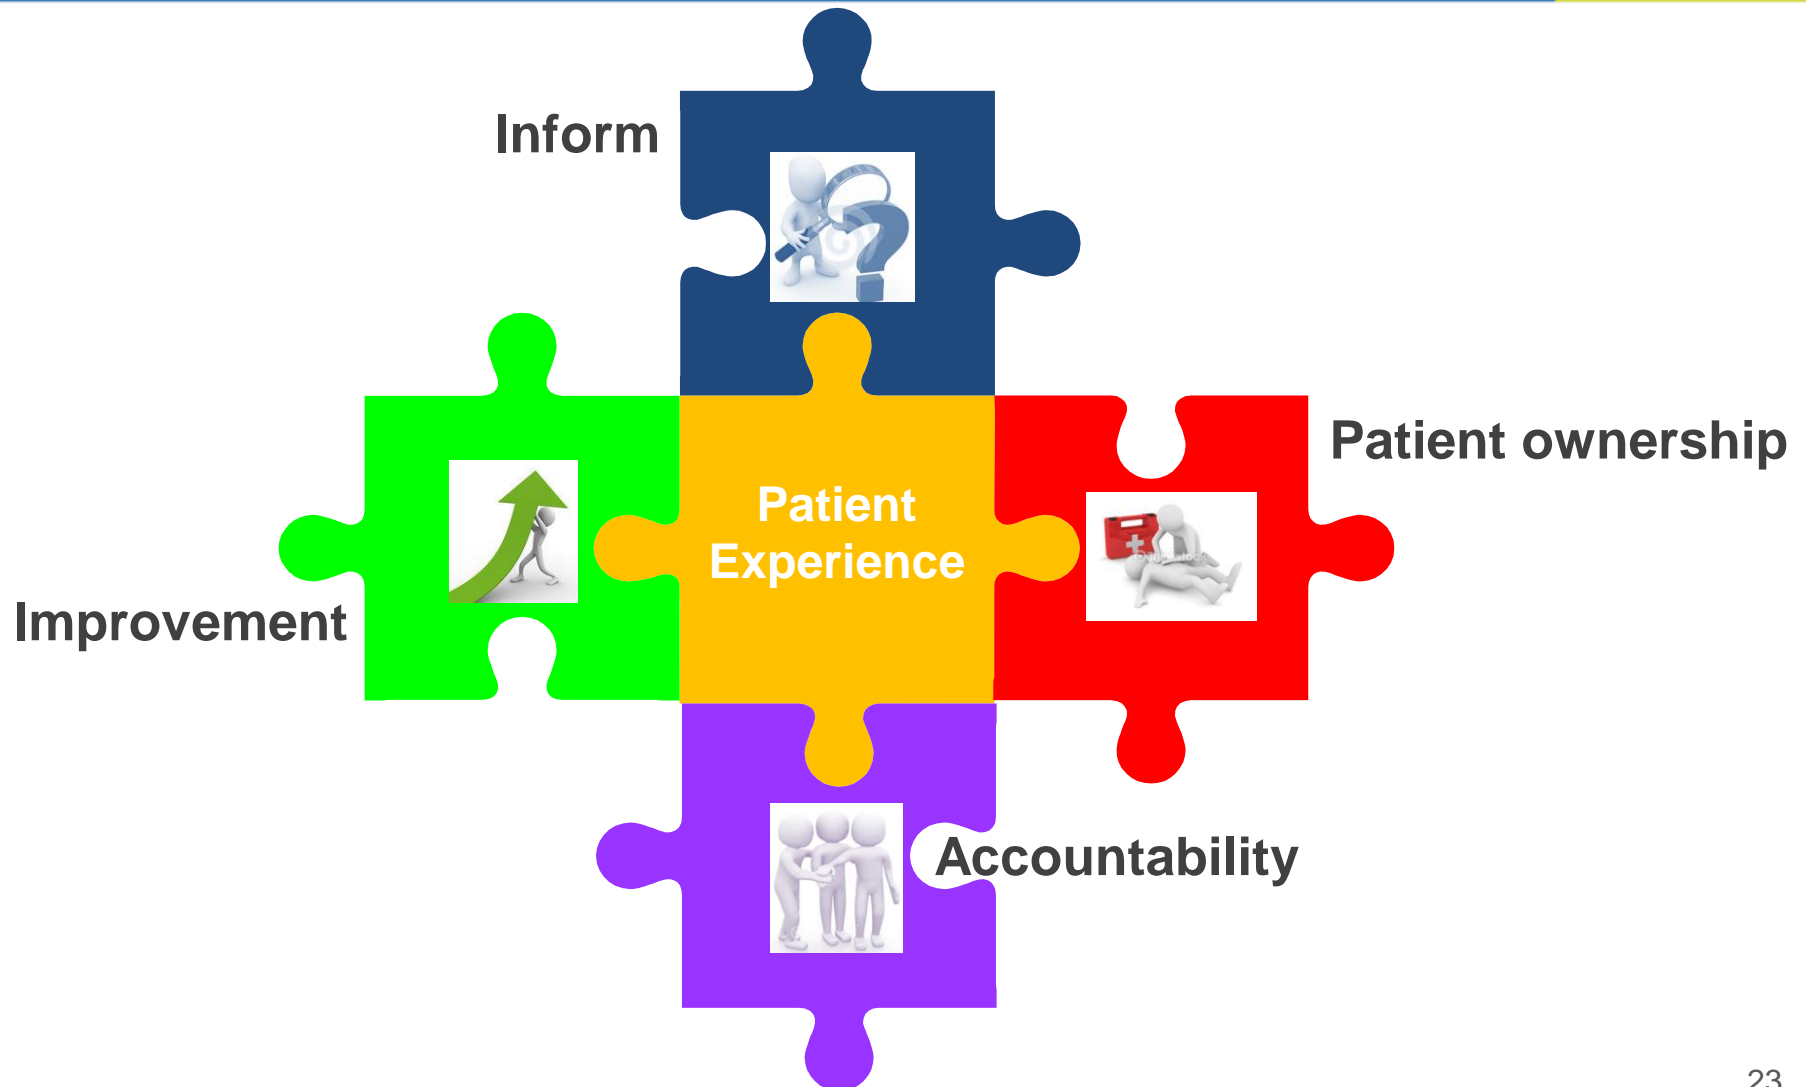 Inform
Patient ownership
Patient
Experience
Improvement
Accountability
23